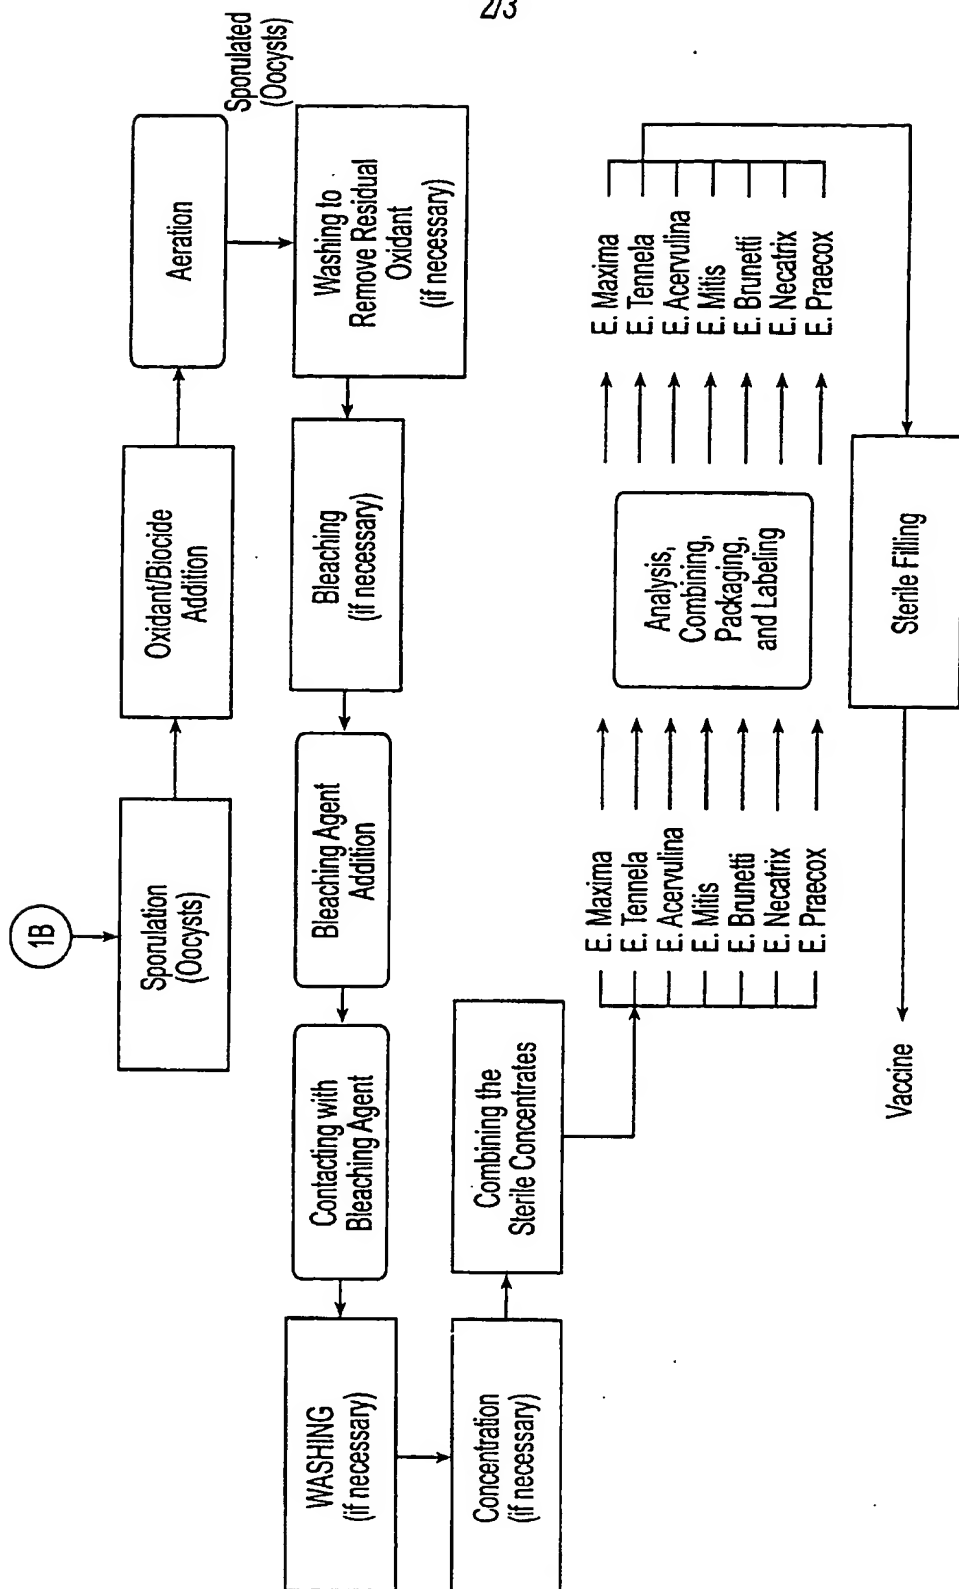 2/3
1B
Sporulation
(Oocysts)
Oxidant/Biocide
Addition
Aeration
Sporulated
(Oocysts)
Washing to
Remove Residual
Oxidant
(if necessary)
Bleaching
(if necessary)
Bleaching Agent
Addition
Contacting with
Bleaching Agent
WASHING
(if necessary)
Concentration
(if necessary)
Combining the
Sterile Concentrates
E. Maxima
E. Tennela
E. Acervulina
E. Mitis
E. Brunetti
E. Necatrix
E. Praecox
Analysis,
Combining,
Packaging,
and Labeling
E. Maxima
E. Tennela
E. Acervulina
E. Mitis
E. Brunetti
E. Necatrix
E. Praecox
Sterile Filling
Vaccine